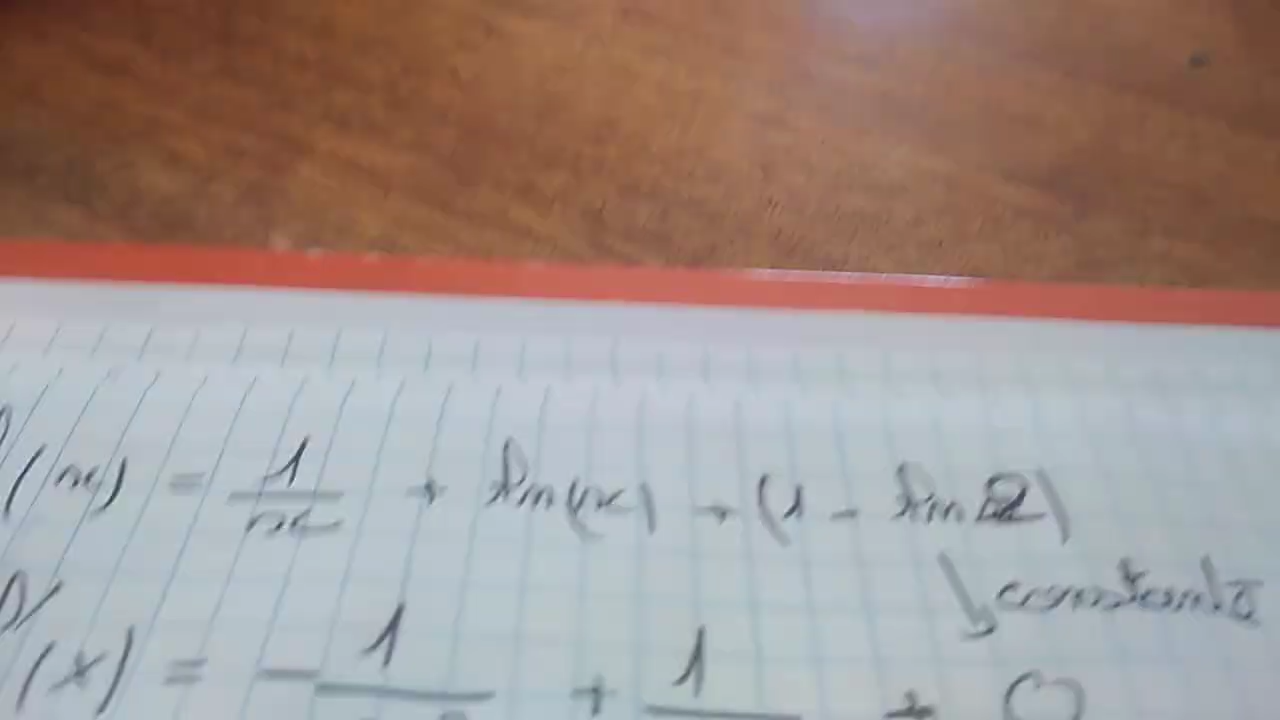 (x) = 1/x + ln(x) + (1 - ln 2)
↳ constante
(x) = - 1/ + 1/ + 0